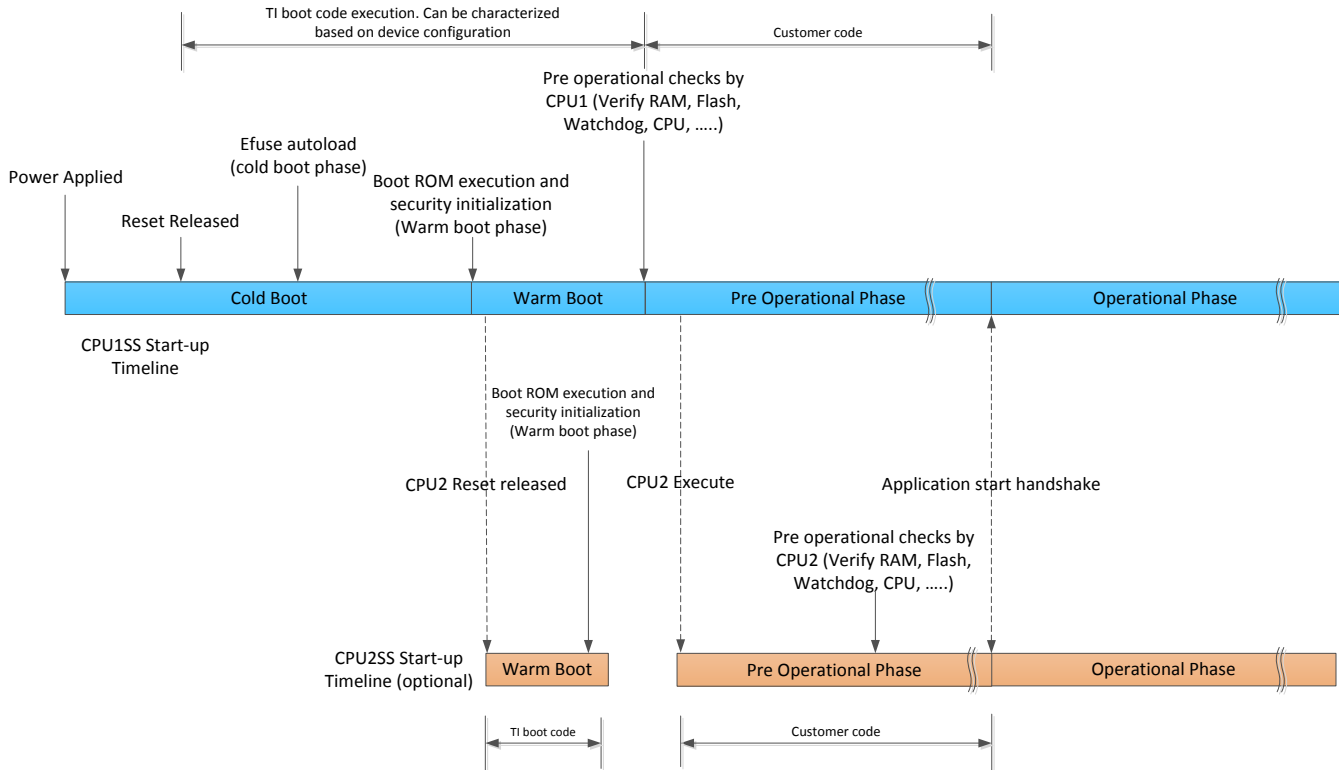 TI boot code execution. Can be characterized
based on device configuration
Customer code
Pre operational checks by
CPU1 (Verify RAM, Flash,
Watchdog, CPU, …..)
Efuse autoload
(cold boot phase)
Power Applied
Boot ROM execution and
security initialization
(Warm boot phase)
Reset Released
Cold Boot
Warm Boot
Pre Operational Phase
Operational Phase
CPU1SS Start-up
Timeline
Boot ROM execution and
security initialization
(Warm boot phase)
CPU2 Reset released
CPU2 Execute
Application start handshake
Pre operational checks by
CPU2 (Verify RAM, Flash,
Watchdog, CPU, …..)
CPU2SS Start-up
Timeline (optional)
Warm Boot
Pre Operational Phase
Operational Phase
TI boot code
Customer code